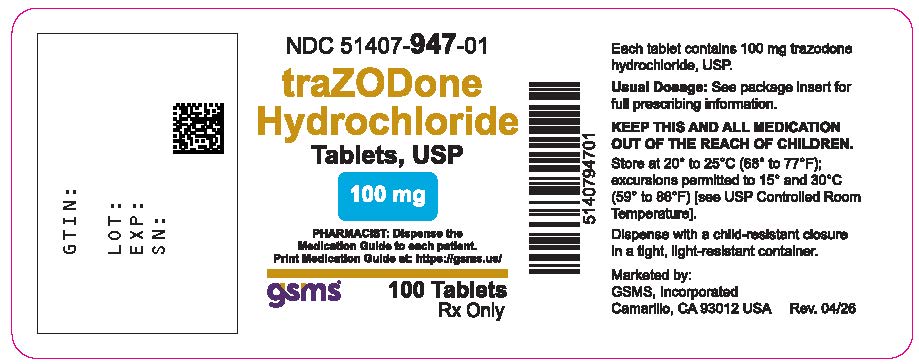 GTIN:
LOT:
EXP:
SN:
NDC 51407-947-01
traZODone
Hydrochloride
Tablets, USP
100 mg
PHARMACIST: Dispense the
Medication Guide to each patient.
Print Medication Guide at: https://gsms.us/
gsms®
100 Tablets
Rx Only
5140794701
Each tablet contains 100 mg trazodone
hydrochloride, USP.
Usual Dosage: See package insert for
full prescribing information.
KEEP THIS AND ALL MEDICATION
OUT OF THE REACH OF CHILDREN.
Store at 20° to 25°C (68° to 77°F);
excursions permitted to 15° and 30°C
(59° to 86°F) [see USP Controlled Room
Temperature].
Dispense with a child-resistant closure
in a tight, light-resistant container.
Marketed by:
GSMS, Incorporated
Camarillo, CA 93012 USA Rev. 04/26